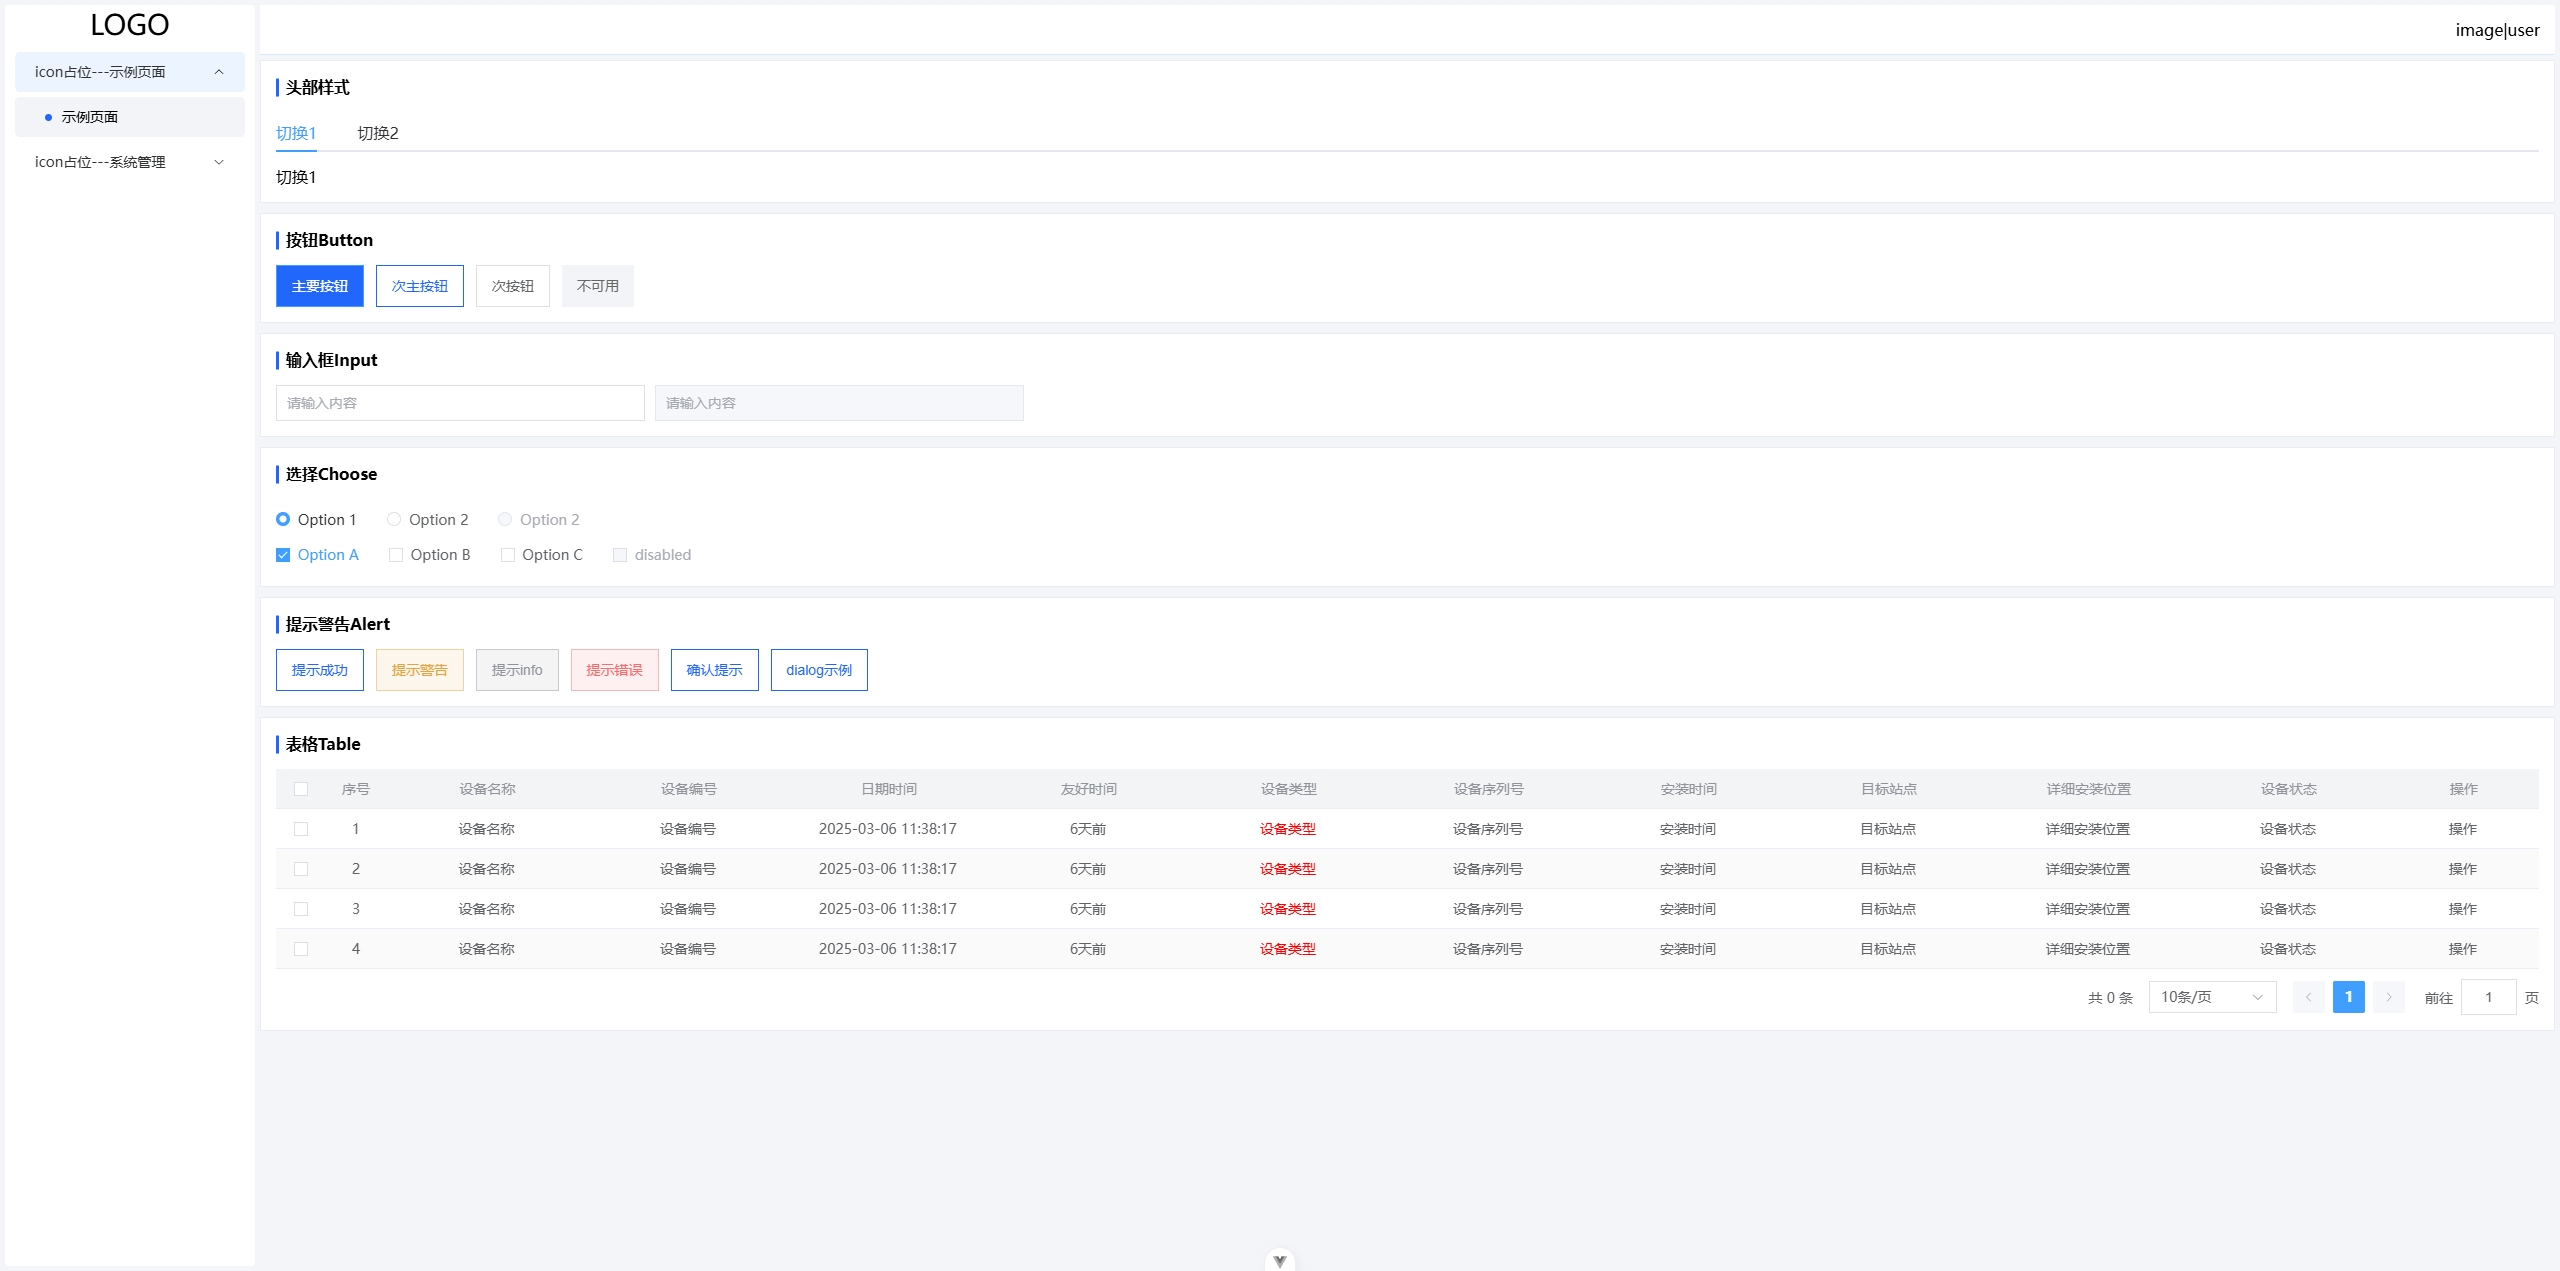 LOGO
icon占位---示例页面
示例页面
icon占位---系统管理
image|user
头部样式
切换1 切换2
切换1
按钮Button
主要按钮 次主按钮 次按钮 不可用
输入框Input
请输入内容 请输入内容
选择Choose
Option 1 Option 2 Option 2
Option A Option B Option C disabled
提示警告Alert
提示成功 提示警告 提示info 提示错误 确认提示 dialog示例
表格Table
序号 设备名称 设备编号 日期时间 友好时间 设备类型 设备序列号 安装时间 目标站点 详细安装位置 设备状态 操作
1 设备名称 设备编号 2025-03-06 11:38:17 6天前 设备类型 设备序列号 安装时间 目标站点 详细安装位置 设备状态 操作
2 设备名称 设备编号 2025-03-06 11:38:17 6天前 设备类型 设备序列号 安装时间 目标站点 详细安装位置 设备状态 操作
3 设备名称 设备编号 2025-03-06 11:38:17 6天前 设备类型 设备序列号 安装时间 目标站点 详细安装位置 设备状态 操作
4 设备名称 设备编号 2025-03-06 11:38:17 6天前 设备类型 设备序列号 安装时间 目标站点 详细安装位置 设备状态 操作
共 0 条 10条/页 1 前往 1 页